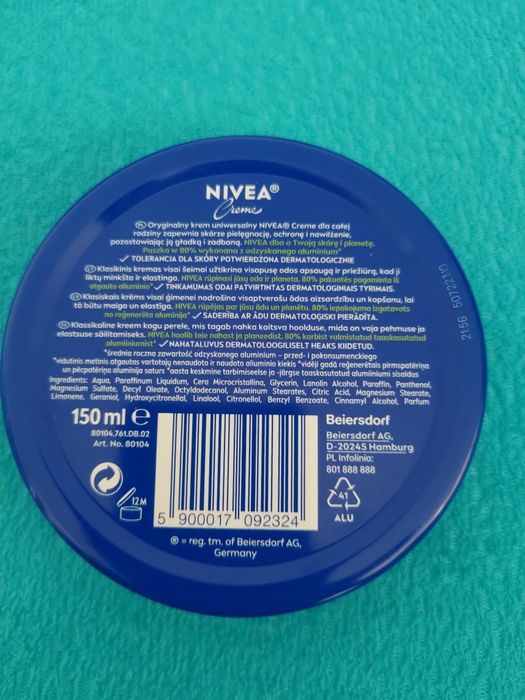 NIVEA®
Creme
PL Oryginalny krem uniwersalny NIVEA® Creme dla całej
rodziny zapewnia skórze pielęgnację, ochronę i nawilżenie,
pozostawiając ją gładką i zadbaną. NIVEA dba o Twoją skórę i planetę.
Puszka w 80% wykonana z odzyskanego aluminium*
✓ TOLERANCJA DLA SKÓRY POTWIERDZONA DERMATOLOGICZNIE
LT Klasikinis kremas visai šeimai užtikrina visapusę odos apsaugą ir priežiūrą, kad ji
liktų minkšta ir elastinga. NIVEA rūpinasi jūsų oda ir planeta. 80% pakuotės pagaminta iš
atgauto aliuminio* ✓ TINKAMUMAS ODAI PATVIRTINTAS DERMATOLOGINIAIS TYRIMAIS.
LV Klasiskais krēms visai ģimenei nodrošina visaptverošu ādas aizsardzību un kopšanu, lai
tā būtu maiga un elastīga. NIVEA rūpējas par jūsu ādu un planētu. 80% iepakojuma izgatavots
no reģenerēta alumīnija* ✓ SADERĪBA AR ĀDU DERMATOLOĢISKI PIERĀDĪTA.
EE Klassikaline kreem kogu perele, mis tagab nahka kaitsva hoolduse, mida on vaja pehmuse ja
elastsuse säilitamiseks. NIVEA hoolib teie nahast ja planeedist. 80% karbist valmistatud taaskasutatud
alumiiniumist* ✓ NAHATALUVUS DERMATOLOOGILISELT HEAKS KIIDETUD.
*średnia roczna zawartość odzyskanego aluminium – przed- i pokonsumenckiego
*vidutinis metinis atgautas vartotojų nenaudoto ir naudoto aliuminio kiekis *vidējā gadā reģenerētais pirmspatēriņa
un pēcpatēriņa alumīnija saturs *aasta keskmine tarbimiseelse ja -järgse taaskasutatud alumiiniumi sisaldus
Ingredients: Aqua, Paraffinum Liquidum, Cera Microcristallina, Glycerin, Lanolin Alcohol, Paraffin, Panthenol,
Magnesium Sulfate, Decyl Oleate, Octyldodecanol, Aluminum Stearates, Citric Acid, Magnesium Stearate,
Limonene, Geraniol, Hydroxycitronellal, Linalool, Citronellol, Benzyl Benzoate, Cinnamyl Alcohol, Parfum
150 ml ℮
80104.761.DB.02
Art. No. 80104
12M
5 900017 092324
Beiersdorf
Beiersdorf AG,
D-20245 Hamburg
PL Infolinia:
801 888 888
41
ALU
® = reg. tm. of Beiersdorf AG,
Germany